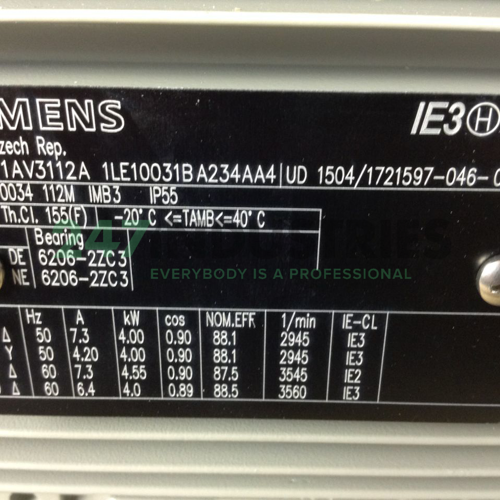 MENS IE3 H
zech Rep.
1AV3112A 1LE10031BA234AA4 UD 1504/1721597-046-
0034 112M IMB3 IP55
Th.Cl. 155(F) -20°C <=TAMB<=40°C
Bearing
DE 6206-2ZC3
NE 6206-2ZC3
247 INDUSTRIES
EVERYBODY IS A PROFESSIONAL
Hz A kW cos NOM.EFF 1/min IE-CL
Δ 50 7.3 4.00 0.90 88.1 2945 IE3
Y 50 4.20 4.00 0.90 88.1 2945 IE3
Δ 60 7.3 4.55 0.90 87.5 3545 IE2
Δ 60 6.4 4.0 0.89 88.5 3560 IE3